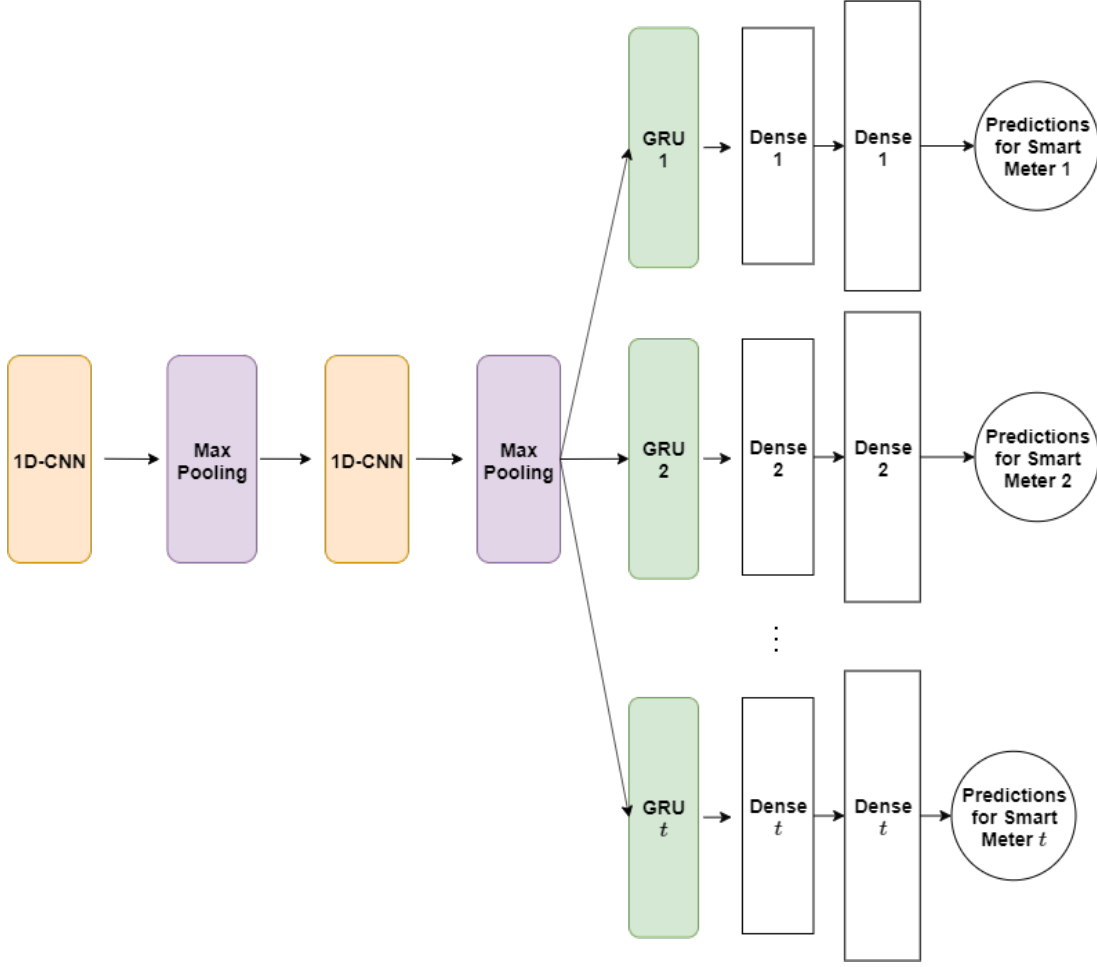 1D-CNN
Max
Pooling
1D-CNN
Max
Pooling
GRU
1
Dense
1
Dense
1
Predictions
for Smart
Meter 1
GRU
2
Dense
2
Dense
2
Predictions
for Smart
Meter 2
⋮
GRU
t
Dense
t
Dense
t
Predictions
for Smart
Meter t